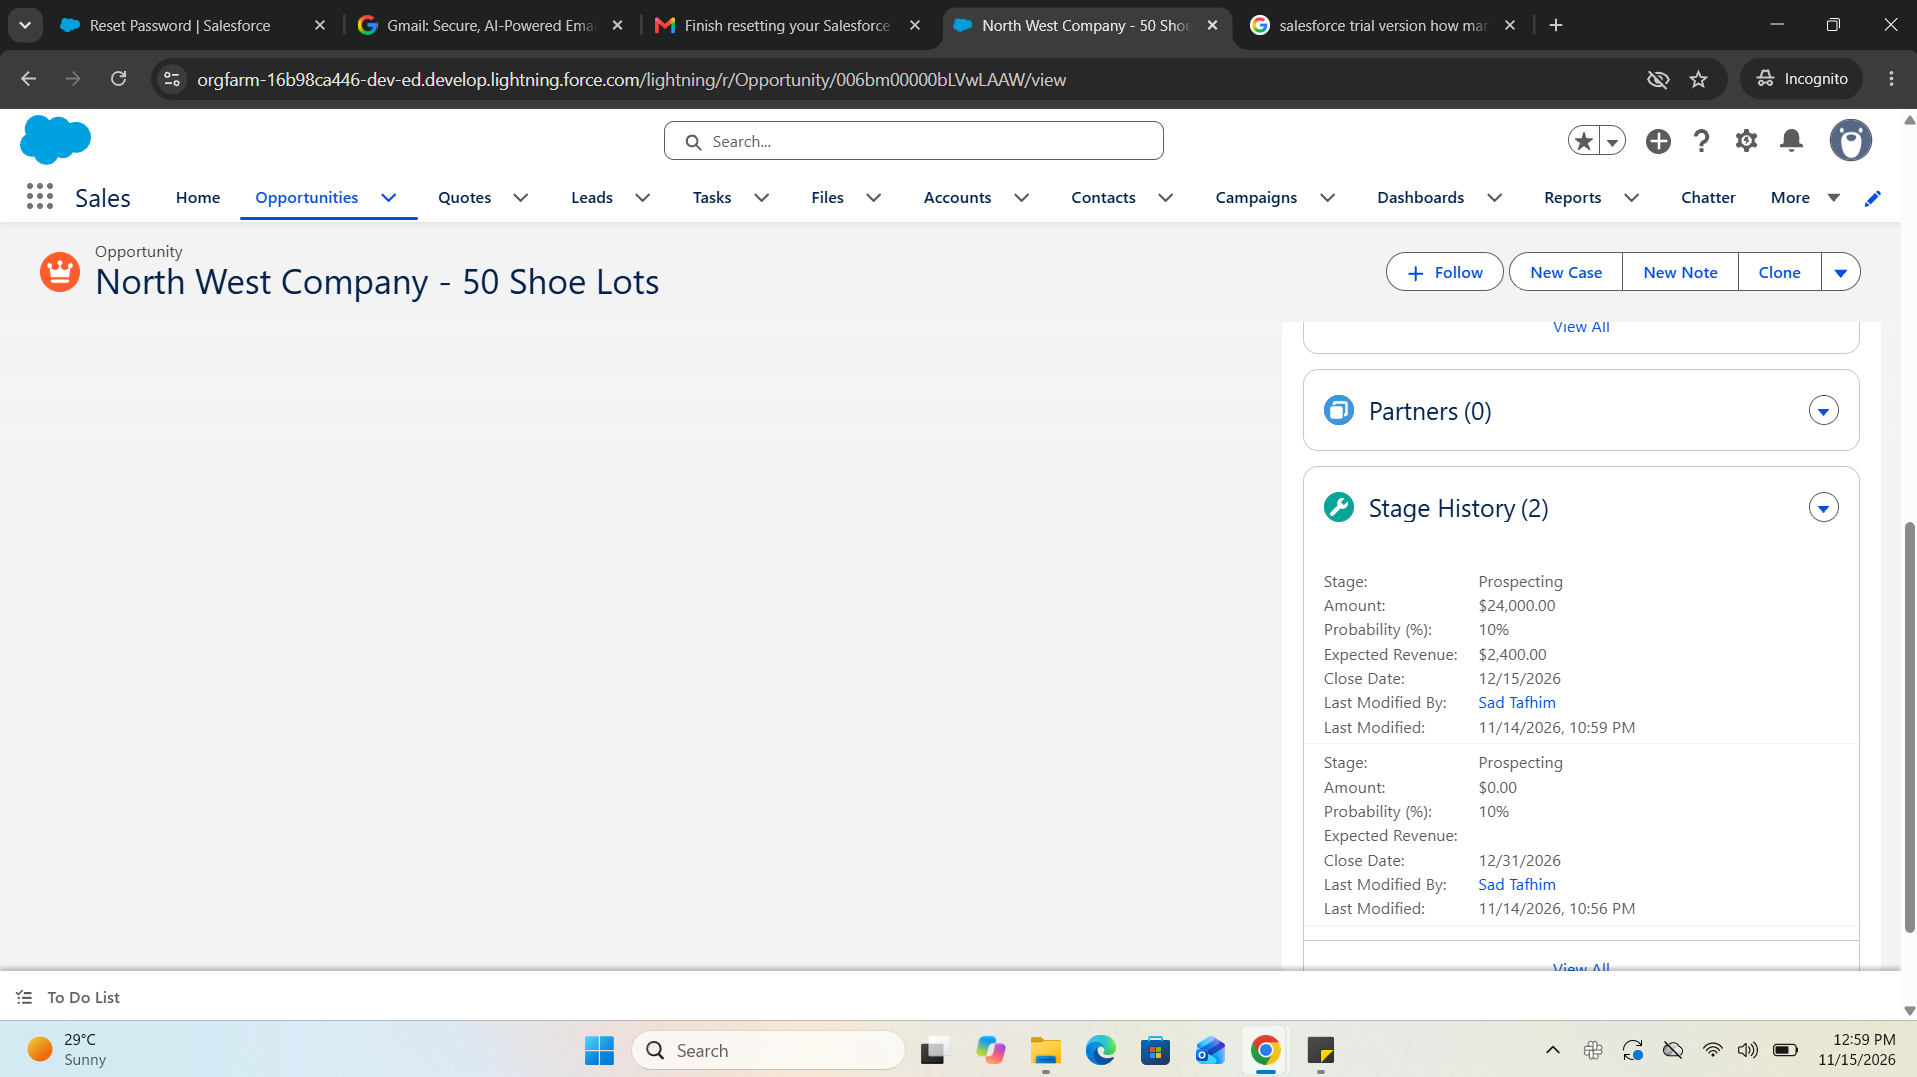 Reset Password | Salesforce
Gmail: Secure, AI-Powered Emai
Finish resetting your Salesforce
North West Company - 50 Shoe
salesforce trial version how mar
orgfarm-16b98ca446-dev-ed.develop.lightning.force.com/lightning/r/Opportunity/006bm00000bLVwLAAW/view
Incognito
Search...
Sales
Home
Opportunities
Quotes
Leads
Tasks
Files
Accounts
Contacts
Campaigns
Dashboards
Reports
Chatter
More
Opportunity
North West Company - 50 Shoe Lots
Follow
New Case
New Note
Clone
View All
Partners (0)
Stage History (2)
Stage: Prospecting
Amount: $24,000.00
Probability (%): 10%
Expected Revenue: $2,400.00
Close Date: 12/15/2026
Last Modified By: Sad Tafhim
Last Modified: 11/14/2026, 10:59 PM
Stage: Prospecting
Amount: $0.00
Probability (%): 10%
Expected Revenue:
Close Date: 12/31/2026
Last Modified By: Sad Tafhim
Last Modified: 11/14/2026, 10:56 PM
View All
To Do List
29°C
Sunny
Search
12:59 PM
11/15/2026